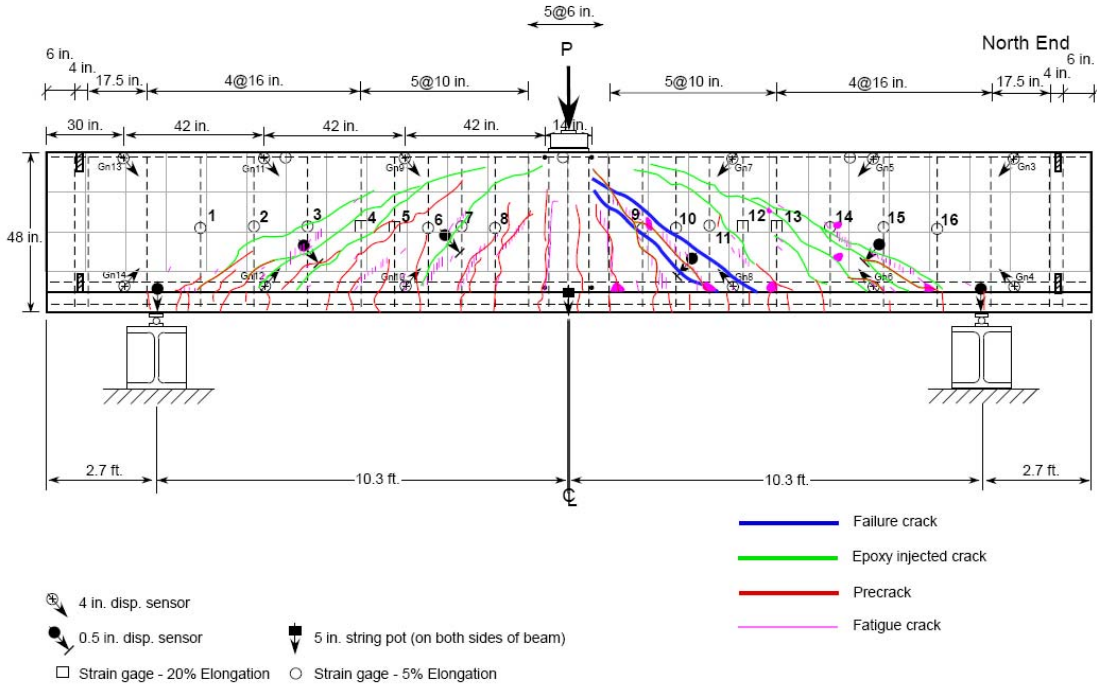 5@6 in.
P
North End
6 in.
4 in.
17.5 in.
4@16 in.
5@10 in.
5@10 in.
4@16 in.
17.5 in.
4 in.
6 in.
30 in.
42 in.
42 in.
42 in.
14 in.
Gn13
Gn11
Gn9
Gn7
Gn5
Gn3
48 in.
1 2 3 4 5 6 7 8 9 10 11 12 13 14 15 16
Gn14
Gn12
Gn10
Gn8
Gn6
Gn4
2.7 ft.
10.3 ft.
10.3 ft.
2.7 ft.
CL
Failure crack
Epoxy injected crack
Precrack
Fatigue crack
4 in. disp. sensor
0.5 in. disp. sensor
5 in. string pot (on both sides of beam)
Strain gage - 20% Elongation
Strain gage - 5% Elongation